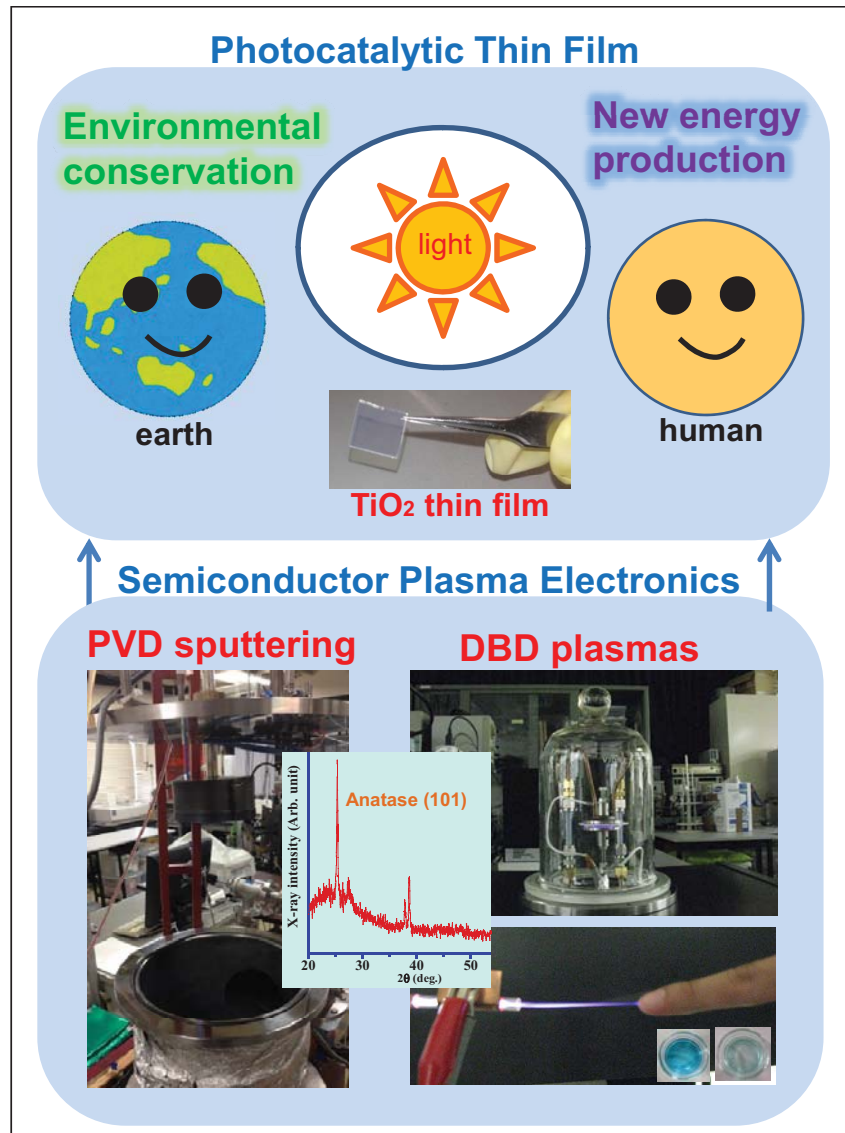 Photocatalytic Thin Film
Environmental
conservation
New energy
production
light
earth
human
TiO₂ thin film
Semiconductor Plasma Electronics
PVD sputtering
DBD plasmas
Anatase (101)
X-ray intensity (Arb. unit)
20
30
40
50
2θ (deg.)